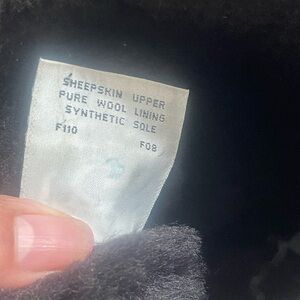 SHEEPSKIN UPPER
PURE WOOL LINING
SYNTHETIC SOLE
F110 F08